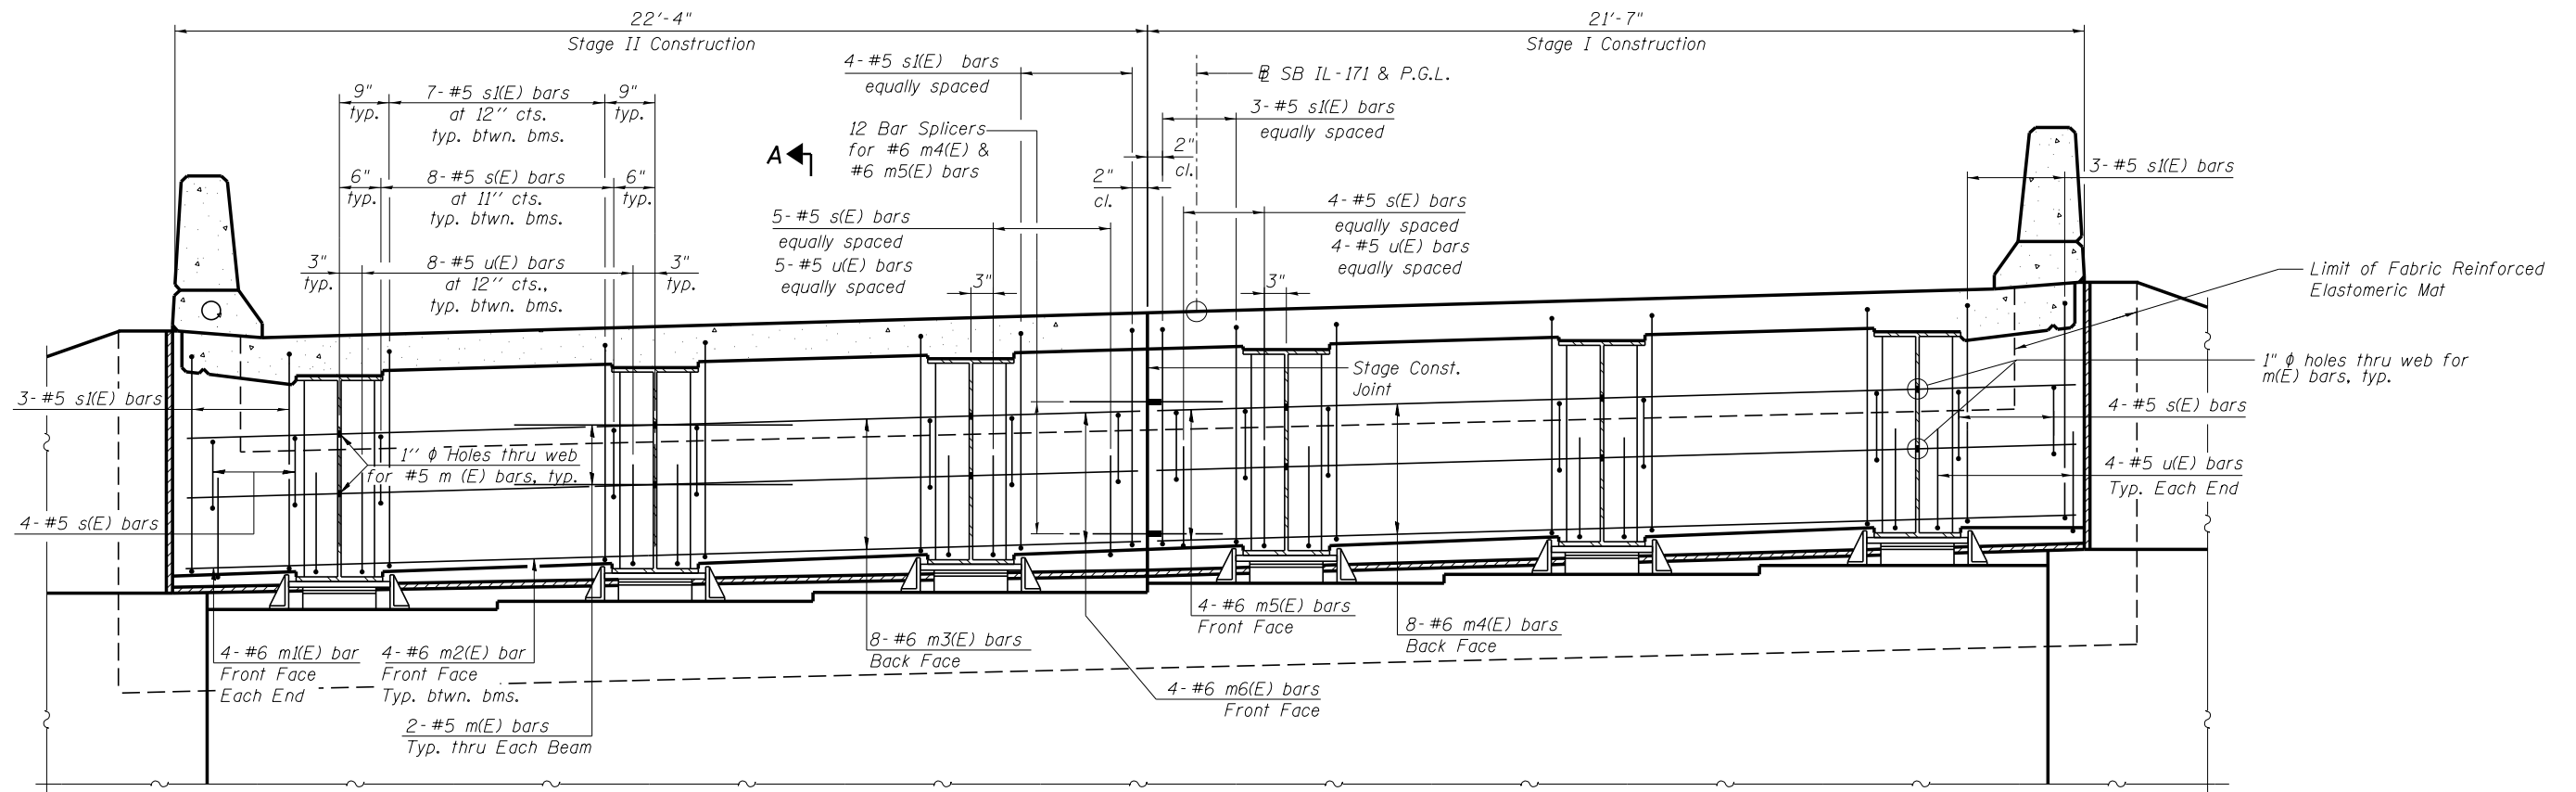 22'-4"
Stage II Construction
21'-7"
Stage I Construction
4-#5 s1(E) bars
equally spaced
℄ SB IL-171 & P.G.L.
9"
typ.
7-#5 s1(E) bars
at 12'' cts.
typ. btwn. bms.
9"
typ.
3-#5 s1(E) bars
equally spaced
12 Bar Splicers
for #6 m4(E) &
#6 m5(E) bars
A
2"
cl.
2"
cl.
3-#5 s1(E) bars
6"
typ.
8-#5 s(E) bars
at 11'' cts.
typ. btwn. bms.
6"
typ.
5-#5 s(E) bars
equally spaced
5-#5 u(E) bars
equally spaced
4-#5 s(E) bars
equally spaced
4-#5 u(E) bars
equally spaced
3"
typ.
8-#5 u(E) bars
at 12'' cts.,
typ. btwn. bms.
3"
typ.
3"
3"
Limit of Fabric Reinforced
Elastomeric Mat
Stage Const.
Joint
1" ϕ holes thru web for
m(E) bars, typ.
3-#5 s1(E) bars
4-#5 s(E) bars
1'' ϕ Holes thru web
for #5 m (E) bars, typ.
4-#5 u(E) bars
Typ. Each End
4-#5 s(E) bars
4-#6 m1(E) bar
Front Face
Each End
4-#6 m2(E) bar
Front Face
Typ. btwn. bms.
8-#6 m3(E) bars
Back Face
4-#6 m5(E) bars
Front Face
8-#6 m4(E) bars
Back Face
4-#6 m6(E) bars
Front Face
2-#5 m(E) bars
Typ. thru Each Beam